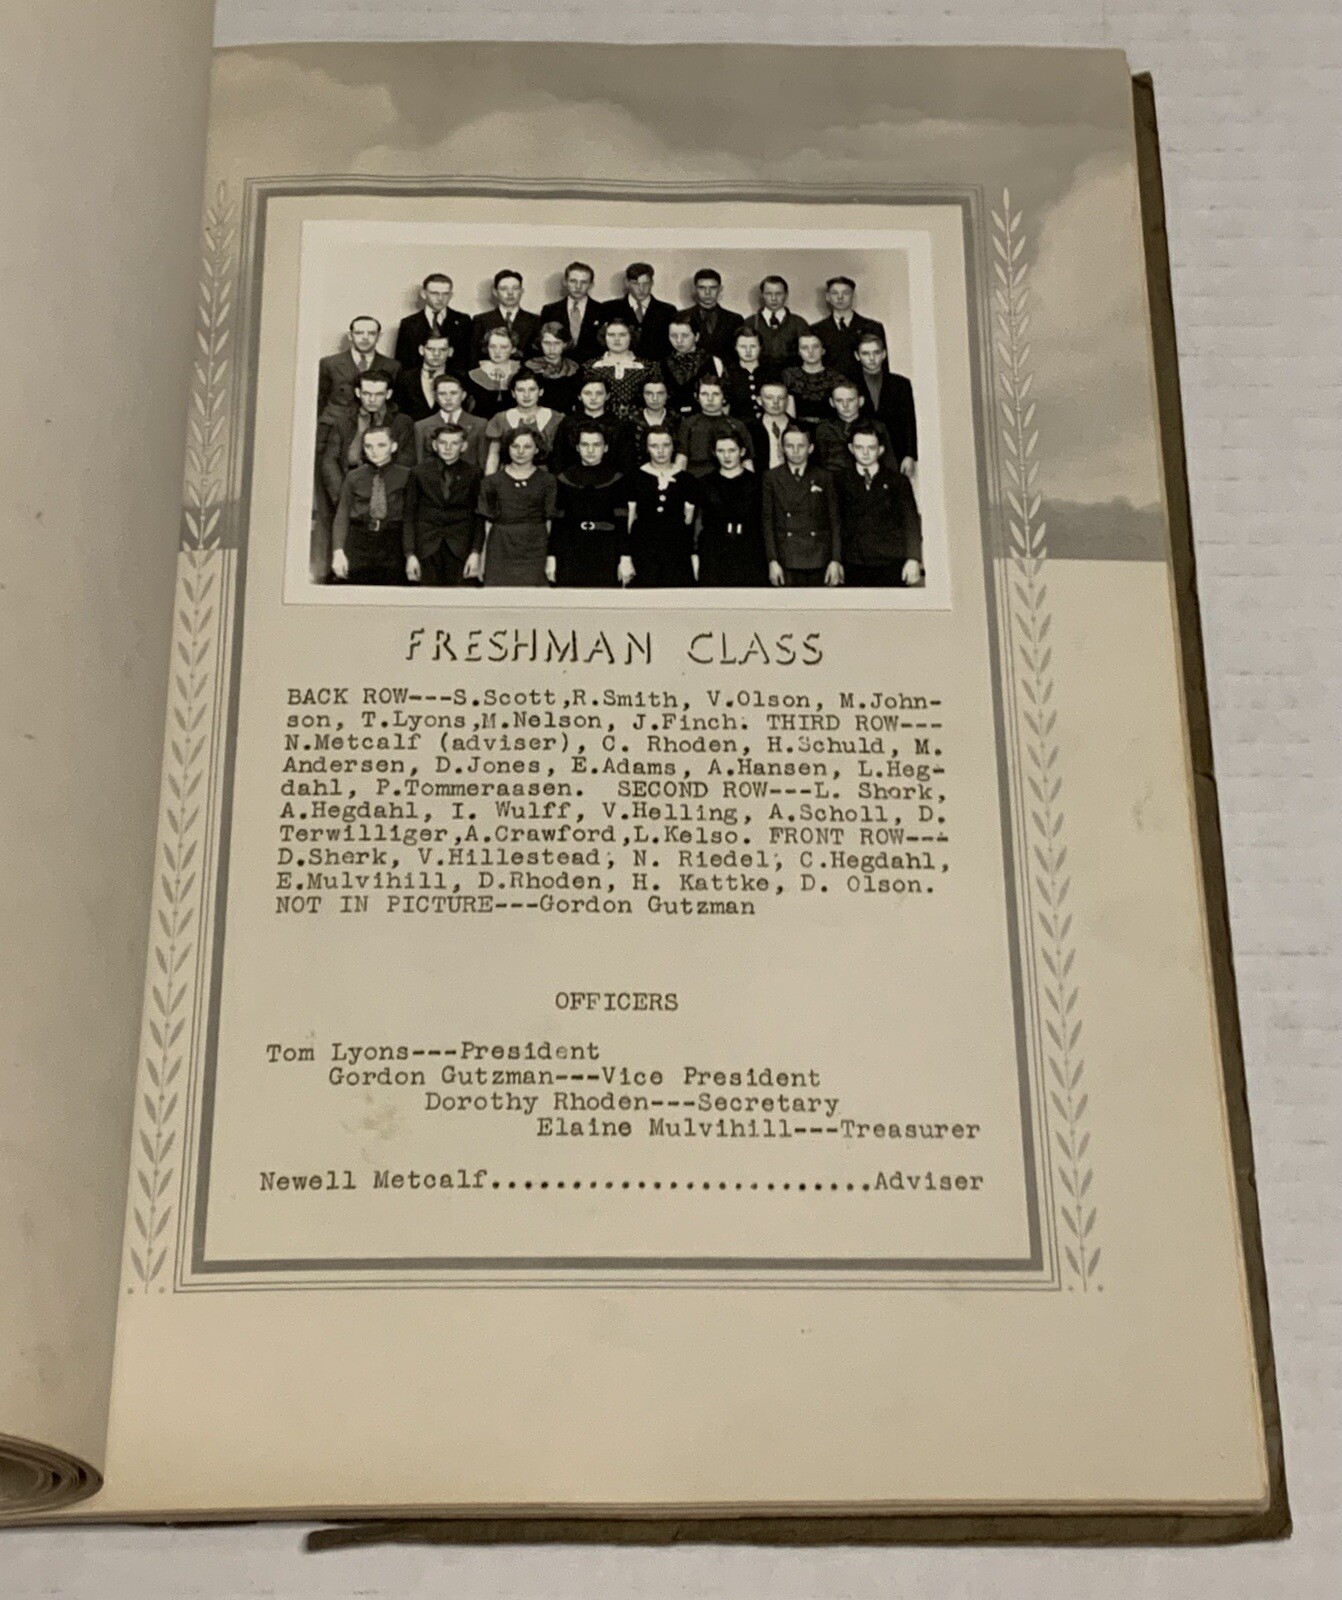 FRESHMAN CLASS
BACK ROW---S.Scott,R.Smith, V.Olson, M.John-
son, T.Lyons,M.Nelson, J.Finch. THIRD ROW---
N.Metcalf (adviser), C. Rhoden, H.Schuld, M.
Andersen, D.Jones, E.Adams, A.Hansen, L.Heg-
dahl, P.Tommeraasen. SECOND ROW---L. Shork,
A.Hegdahl, I. Wulff, V.Helling, A.Scholl, D.
Terwilliger,A.Crawford,L.Kelso. FRONT ROW---
D.Sherk, V.Hillestead, N. Riedel, C.Hegdahl,
E.Mulvihill, D.Rhoden, H. Kattke, D. Olson.
NOT IN PICTURE---Gordon Gutzman
OFFICERS
Tom Lyons---President
Gordon Gutzman---Vice President
Dorothy Rhoden---Secretary
Elaine Mulvihill---Treasurer
Newell Metcalf........................Adviser